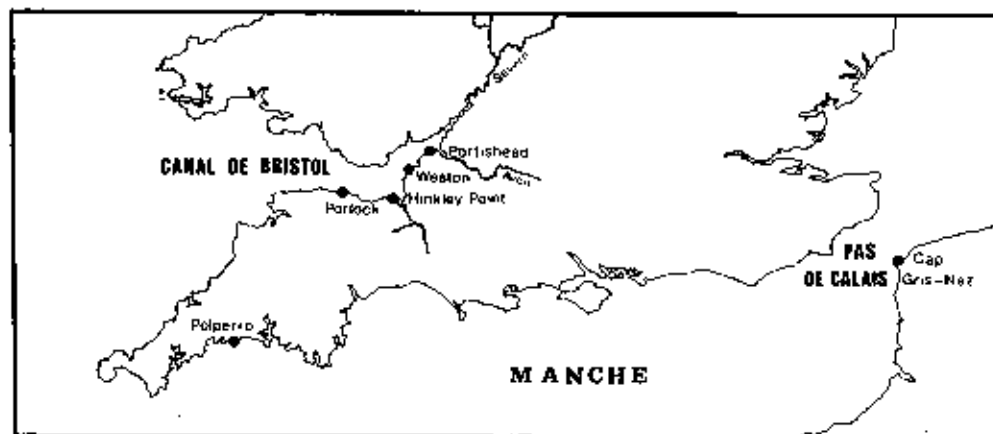 Severn
Portishead
CANAL DE BRISTOL
Weston
Avon
Porlock
Hinkley Point
PAS
DE CALAIS
Cap
Gris-Nez
Polperro
MANCHE